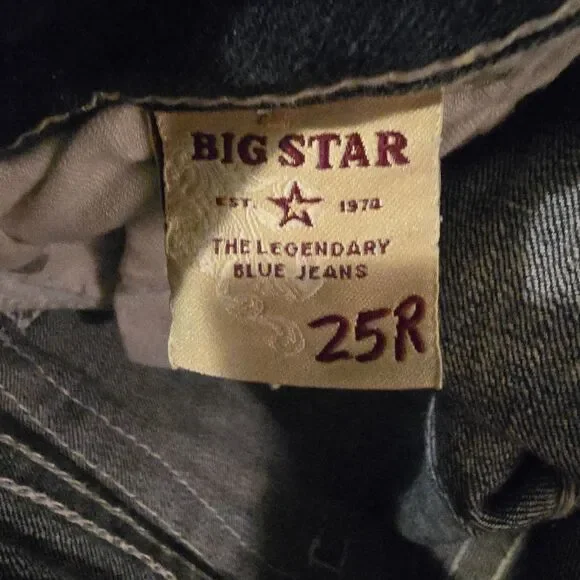 BIG STAR
EST. 1974
THE LEGENDARY
BLUE JEANS
25R